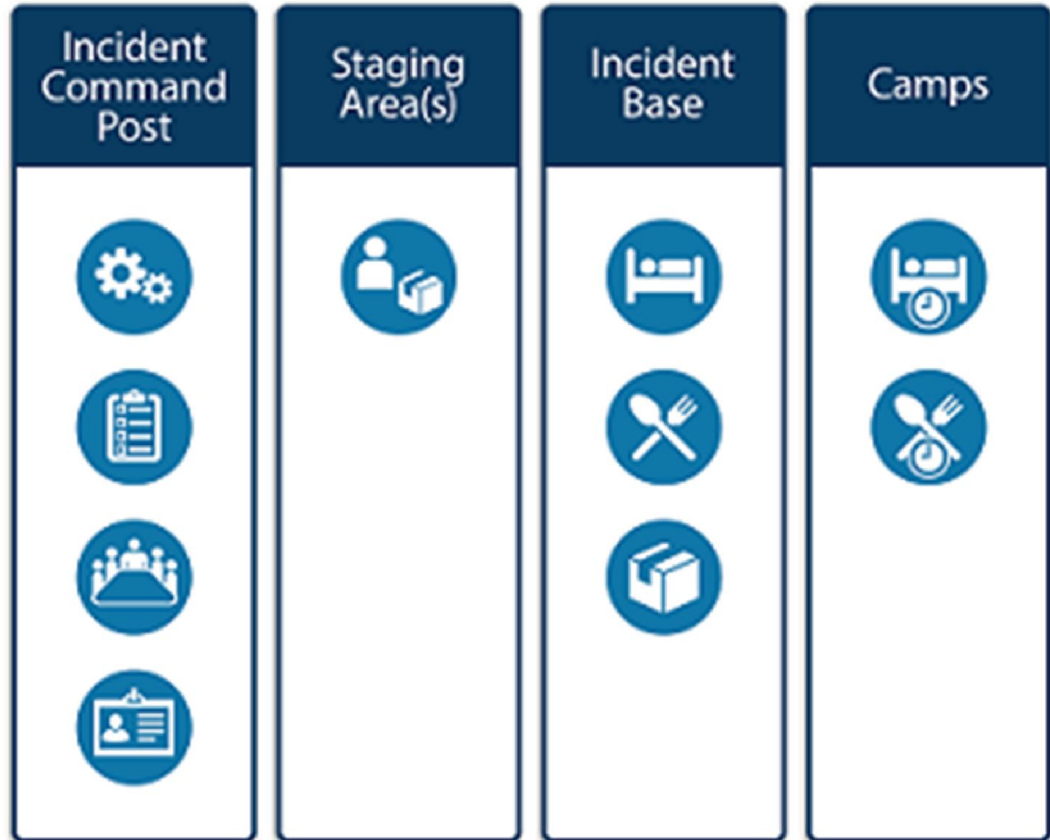 Incident
Command
Post
Staging
Area(s)
Incident
Base
Camps